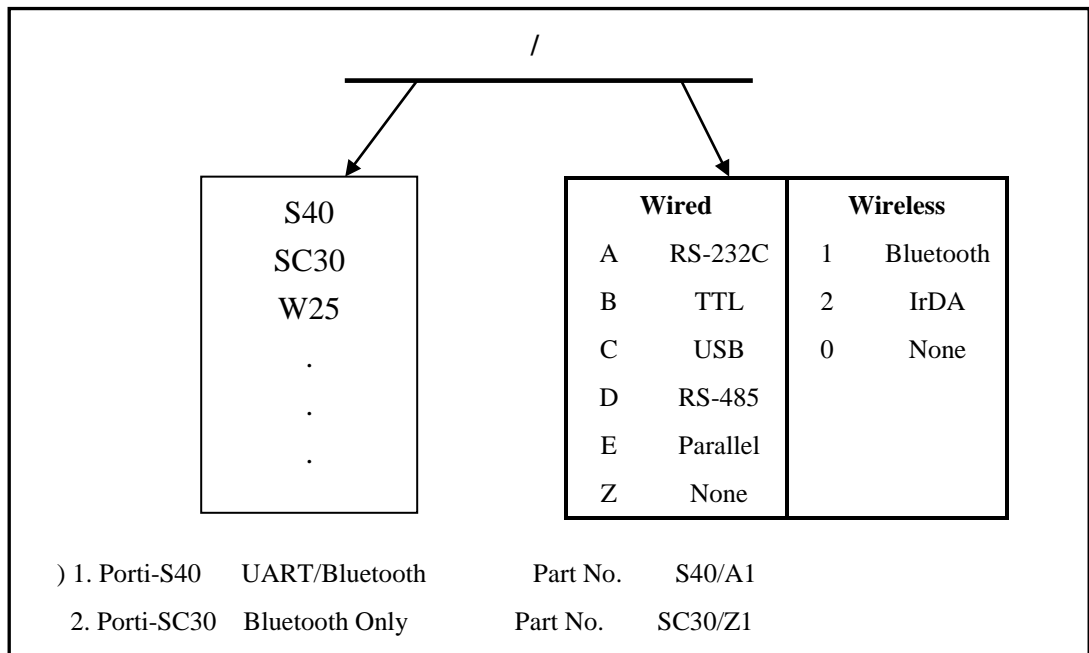 /
S40
SC30
W25
.
.
.
Wired Wireless
A RS-232C 1 Bluetooth
B TTL 2 IrDA
C USB 0 None
D RS-485
E Parallel
Z None
) 1. Porti-S40 UART/Bluetooth Part No. S40/A1
2. Porti-SC30 Bluetooth Only Part No. SC30/Z1